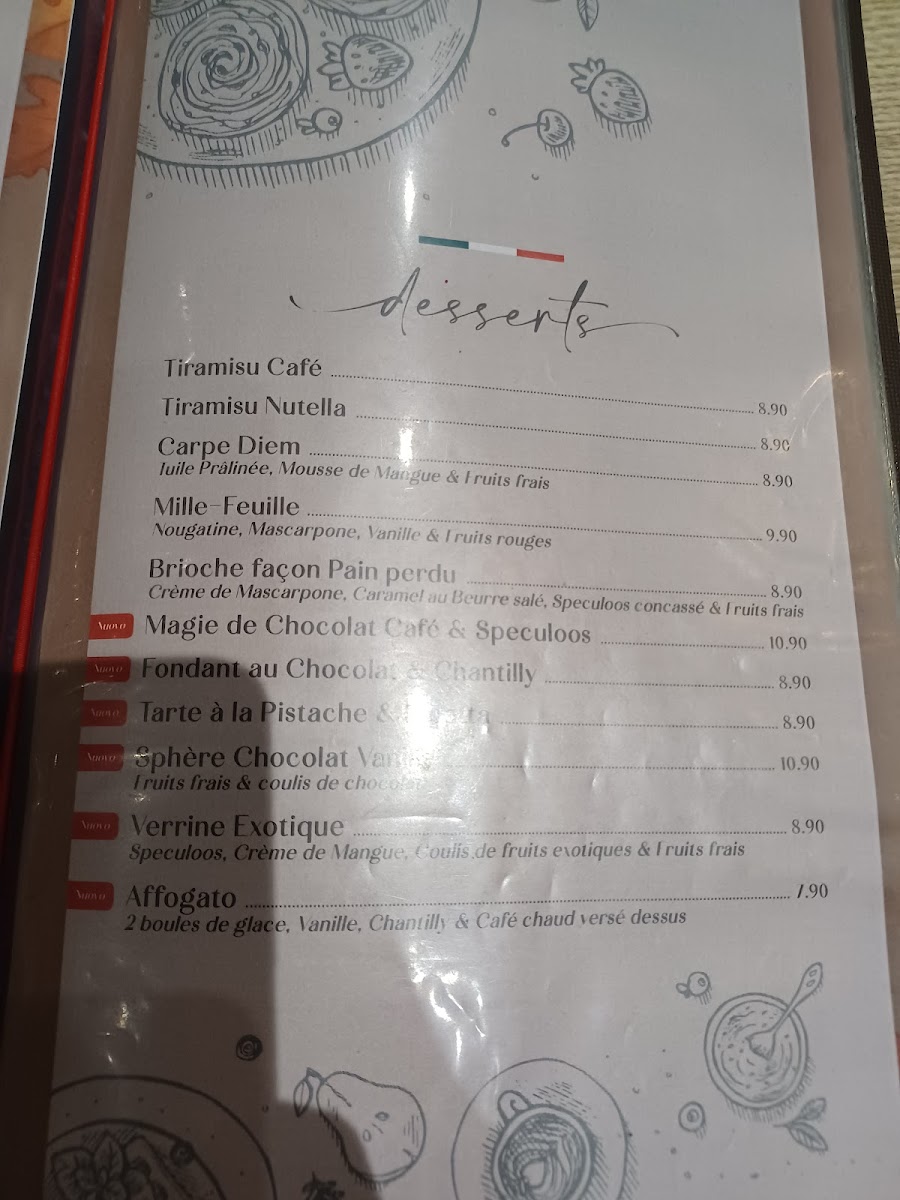 desserts
Tiramisu Café 8.90
Tiramisu Nutella 8.90
Carpe Diem 8.90
Tuile Prâlinée, Mousse de Mangue & Fruits frais
Mille-Feuille 9.90
Nougatine, Mascarpone, Vanille & Fruits rouges
Brioche façon Pain perdu 8.90
Crème de Mascarpone, Caramel au Beurre salé, Speculoos concassé & Fruits frais
Nuovo Magie de Chocolat Café & Speculoos 10.90
Nuovo Fondant au Chocolat & Chantilly 8.90
Nuovo Tarte à la Pistache & 8.90
Nuovo Sphère Chocolat 10.90
Fruits frais & coulis de chocolat
Nuovo Verrine Exotique 8.90
Speculoos, Crème de Mangue, Coulis de fruits exotiques & Fruits frais
Nuovo Affogato 7.90
2 boules de glace, Vanille, Chantilly & Café chaud versé dessus